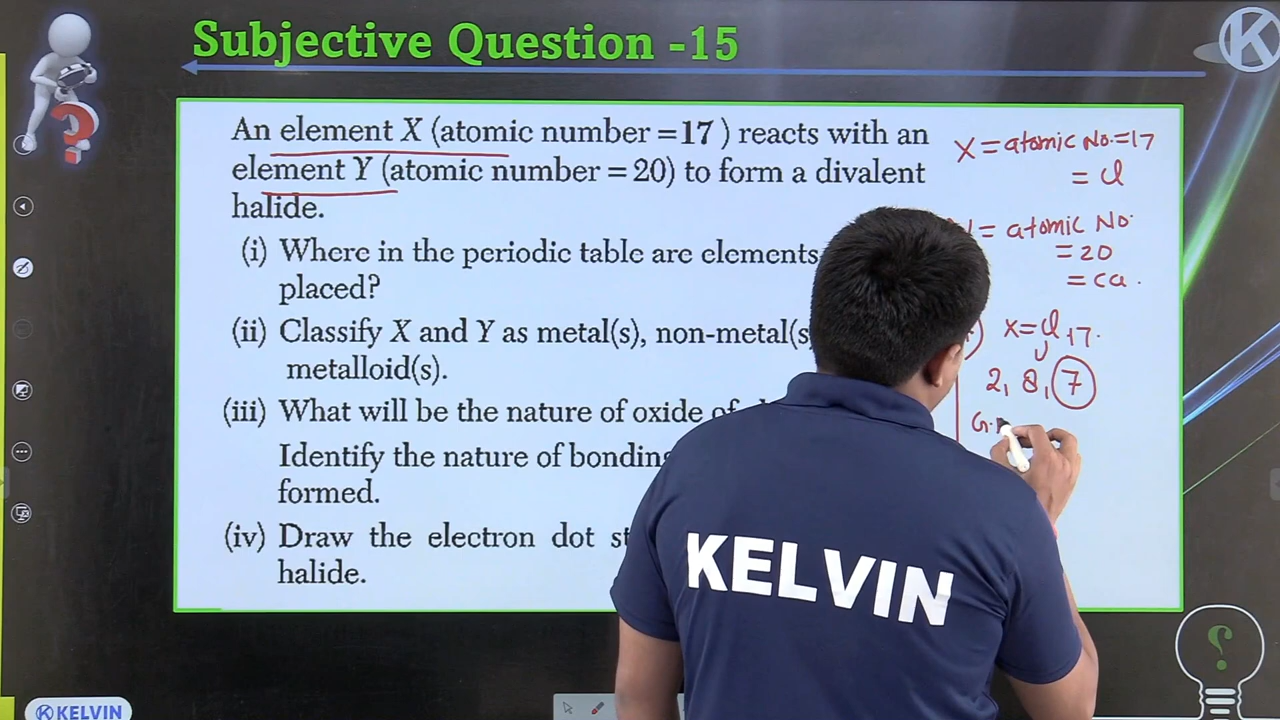 Subjective Question -15
An element X (atomic number =17 ) reacts with an
element Y (atomic number = 20) to form a divalent
halide.
(i) Where in the periodic table are elements
placed?
(ii) Classify X and Y as metal(s), non-metal(s
metalloid(s).
(iii) What will be the nature of oxide of
Identify the nature of bonding
formed.
(iv) Draw the electron dot st
halide.
X = atomic No. = 17
= Cl
= atomic No.
= 20
= Ca .
X = Cl 17.
2, 8, 7
G.
KELVIN
K KELVIN